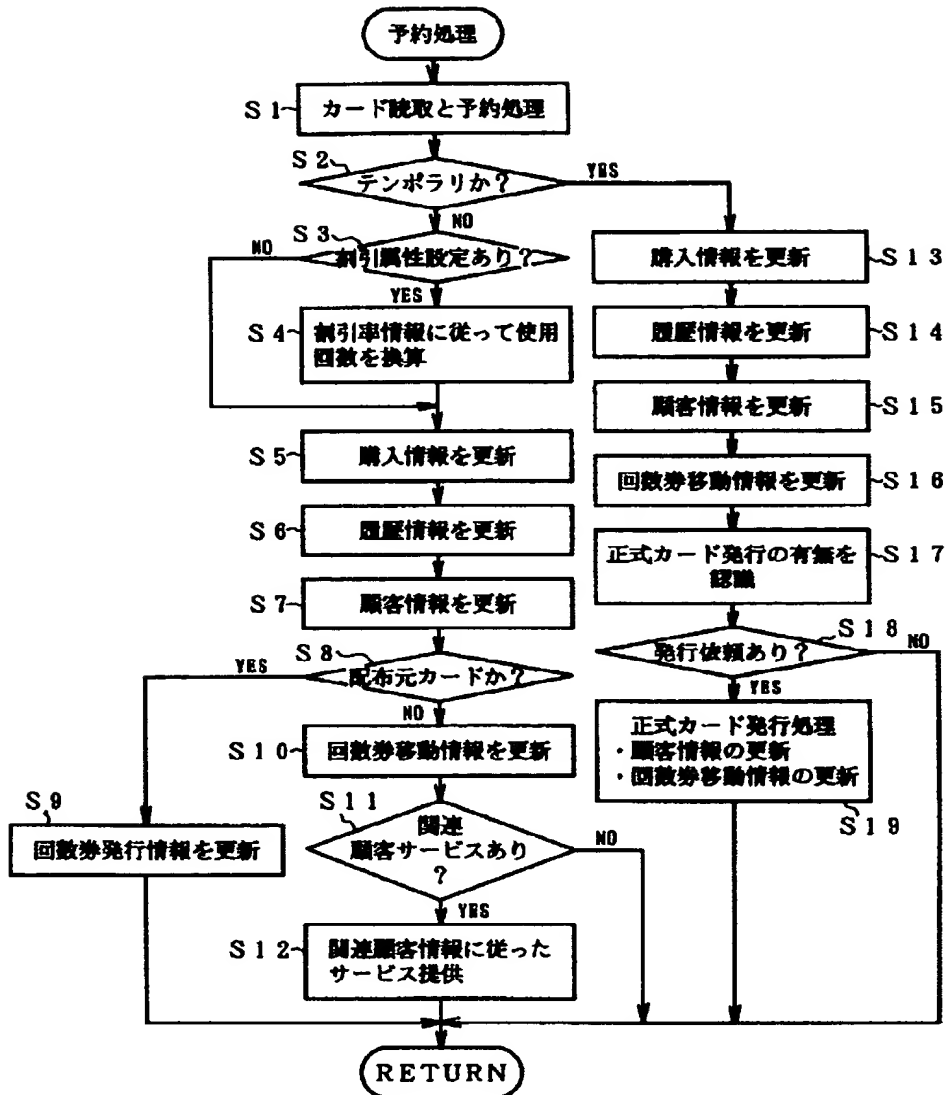 予約処理
S1
カード読取と予約処理
S2
テンポラリか?
YES
NO
S3
割引属性設定あり?
NO
YES
S4
割引率情報に従って使用
回数を換算
S5
購入情報を更新
S6
履歴情報を更新
S7
顧客情報を更新
S8
配布元カードか?
YES
NO
S9
回数券発行情報を更新
S10
回数券移動情報を更新
S11
関連
顧客サービスあり
?
NO
YES
S12
関連顧客情報に従った
サービス提供
購入情報を更新
S13
履歴情報を更新
S14
顧客情報を更新
S15
回数券移動情報を更新
S16
正式カード発行の有無を
認識
S17
発行依頼あり?
S18
NO
YES
正式カード発行処理
・顧客情報の更新
・回数券移動情報の更新
S19
RETURN